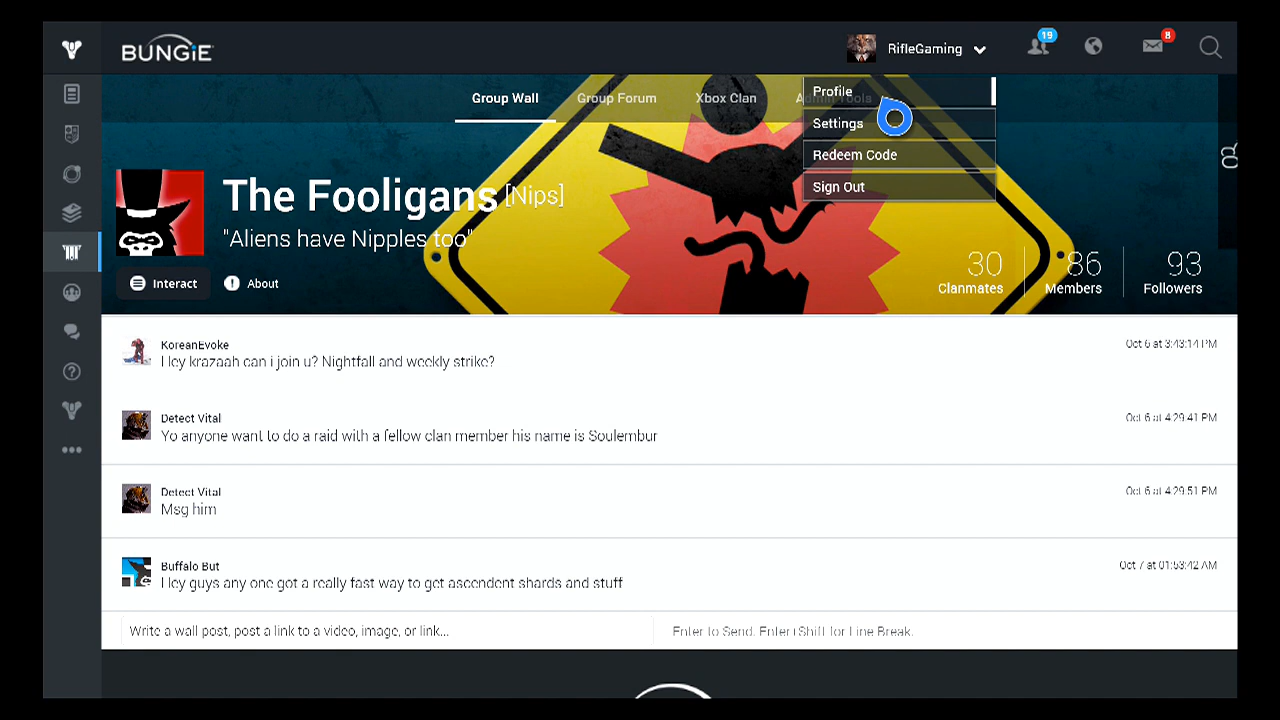 BUNGiE
RifleGaming
19
8
Group Wall
Group Forum
Xbox Clan
Admin Tools
Profile
Settings
Redeem Code
Sign Out
The Fooligans [Nips]
"Aliens have Nipples too"
Interact
About
30
Clanmates
86
Members
93
Followers
KoreanEvoke
Oct 6 at 3:43:14 PM
Hey krazaah can i join u? Nightfall and weekly strike?
Detect Vital
Oct 6 at 4:29:41 PM
Yo anyone want to do a raid with a fellow clan member his name is Soulembur
Detect Vital
Oct 6 at 4:29:51 PM
Msg him
Buffalo But
Oct 7 at 01:53:42 AM
Hey guys any one got a really fast way to get ascendent shards and stuff
Write a wall post, post a link to a video, image, or link...
Enter to Send. Enter+Shift for Line Break.